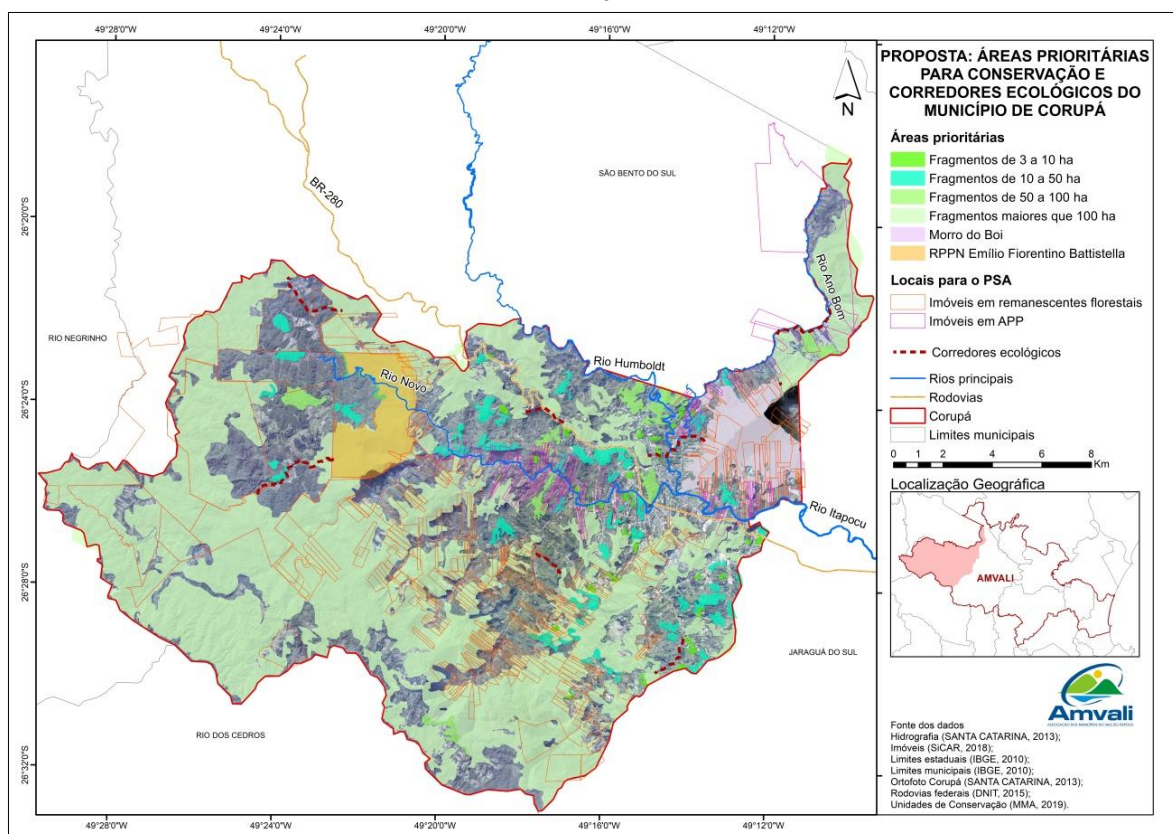 49°28'0"W
49°24'0"W
49°20'0"W
49°16'0"W
49°12'0"W
26°20'0"S
26°24'0"S
26°28'0"S
26°32'0"S
BR-280
SÃO BENTO DO SUL
Rio Ano Bom
RIO NEGRINHO
Rio Humboldt
Rio Novo
Rio Itapocu
JARAGUÁ DO SUL
RIO DOS CEDROS
49°28'0"W
49°24'0"W
49°20'0"W
49°16'0"W
49°12'0"W
PROPOSTA: ÁREAS PRIORITÁRIAS
PARA CONSERVAÇÃO E
CORREDORES ECOLÓGICOS DO
MUNICÍPIO DE CORUPÁ
N
Áreas prioritárias
Fragmentos de 3 a 10 ha
Fragmentos de 10 a 50 ha
Fragmentos de 50 a 100 ha
Fragmentos maiores que 100 ha
Morro do Boi
RPPN Emílio Fiorentino Battistella
Locais para o PSA
Imóveis em remanescentes florestais
Imóveis em APP
Corredores ecológicos
Rios principais
Rodovias
Corupá
Limites municipais
0 1 2 4 6 8
Km
Localização Geográfica
AMVALI
Amvali
ASSOCIAÇÃO DOS MUNICÍPIOS DO VALE DO ITAPOCU
Fonte dos dados
Hidrografia (SANTA CATARINA, 2013);
Imóveis (SiCAR, 2018);
Limites estaduais (IBGE, 2010);
Limites municipais (IBGE, 2010);
Ortofoto Corupá (SANTA CATARINA, 2013);
Rodovias federais (DNIT, 2015);
Unidades de Conservação (MMA, 2019).